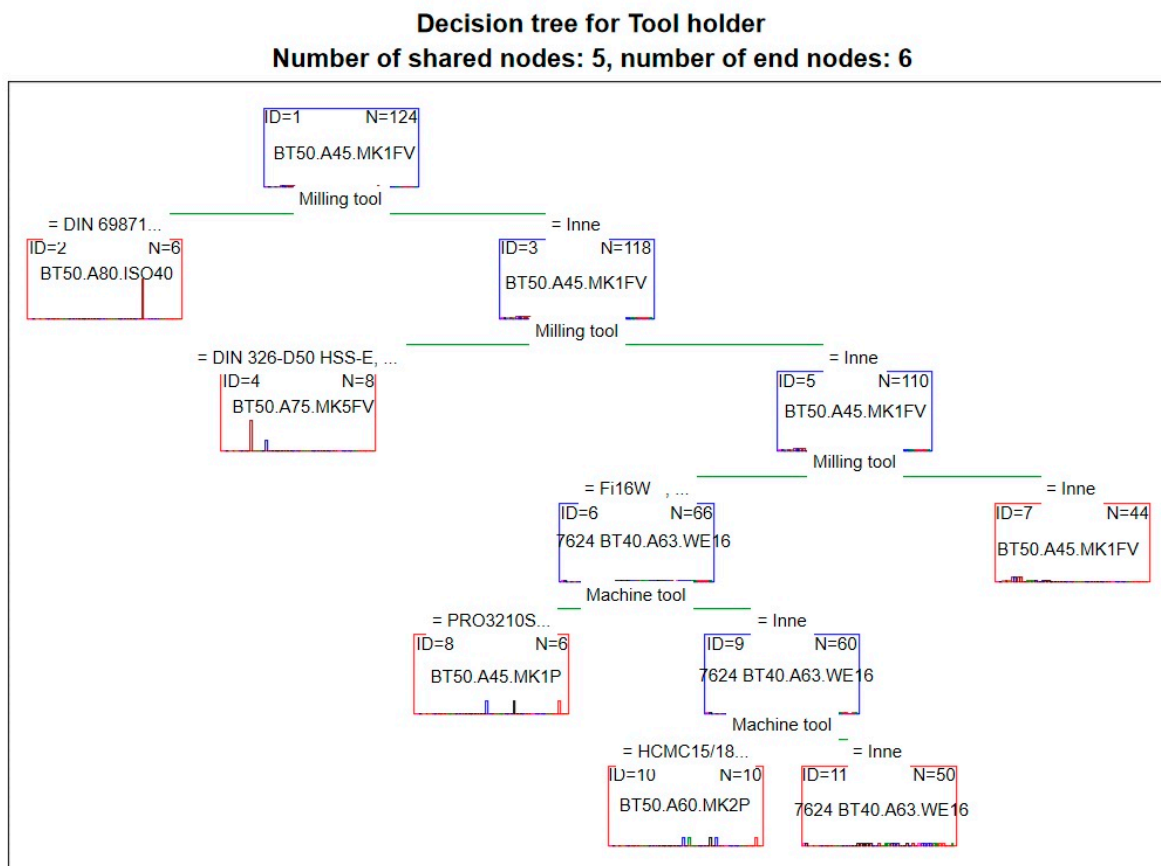 Decision tree for Tool holder
Number of shared nodes: 5, number of end nodes: 6
ID=1 N=124
BT50.A45.MK1FV
Milling tool
= DIN 69871... = Inne
ID=2 N=6 ID=3 N=118
BT50.A80.ISO40 BT50.A45.MK1FV
Milling tool
= DIN 326-D50 HSS-E, ... = Inne
ID=4 N=8 ID=5 N=110
BT50.A75.MK5FV BT50.A45.MK1FV
Milling tool
= Fi16W , ... = Inne
ID=6 N=66 ID=7 N=44
7624 BT40.A63.WE16 BT50.A45.MK1FV
Machine tool
= PRO3210S... = Inne
ID=8 N=6 ID=9 N=60
BT50.A45.MK1P 7624 BT40.A63.WE16
Machine tool
= HCMC15/18... = Inne
ID=10 N=10 ID=11 N=50
BT50.A60.MK2P 7624 BT40.A63.WE16